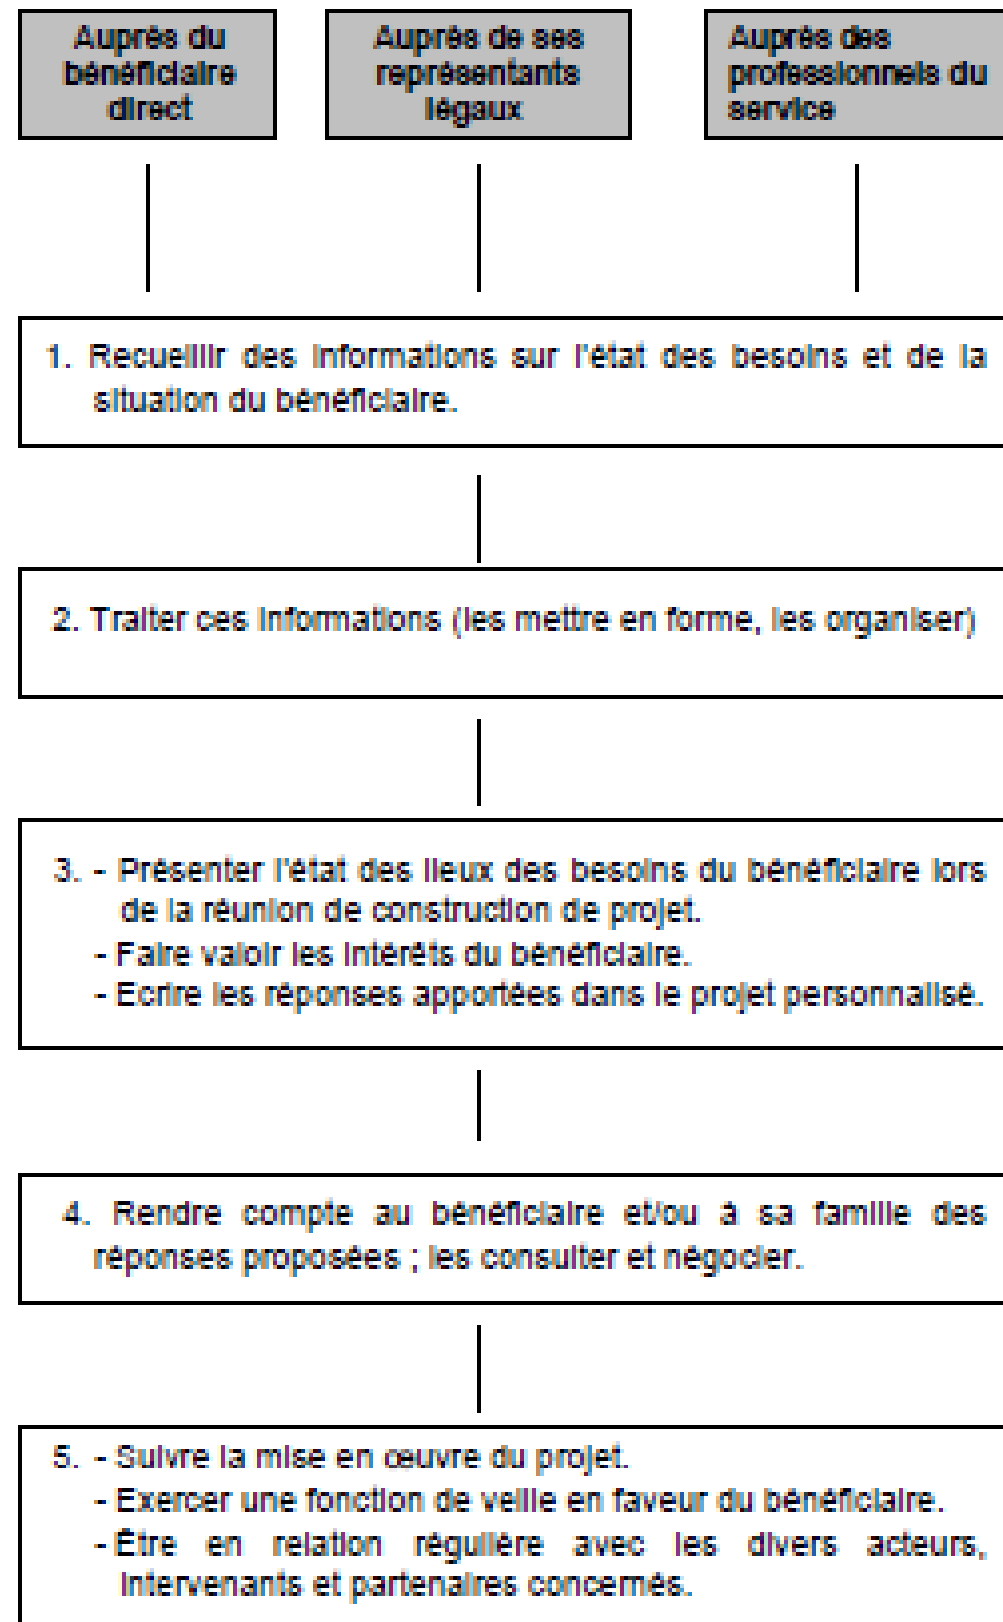 Auprès du
bénéficiaire
direct
Auprès de ses
représentants
légaux
Auprès des
professionnels du
service
1. Recueillir des informations sur l'état des besoins et de la
situation du bénéficiaire.
2. Traiter ces informations (les mettre en forme, les organiser)
3. - Présenter l'état des lieux des besoins du bénéficiaire lors
de la réunion de construction de projet.
- Faire valoir les intérêts du bénéficiaire.
- Ecrire les réponses apportées dans le projet personnalisé.
4. Rendre compte au bénéficiaire et/ou à sa famille des
réponses proposées ; les consulter et négocier.
5. - Suivre la mise en œuvre du projet.
- Exercer une fonction de veille en faveur du bénéficiaire.
- Être en relation régulière avec les divers acteurs,
intervenants et partenaires concernés.